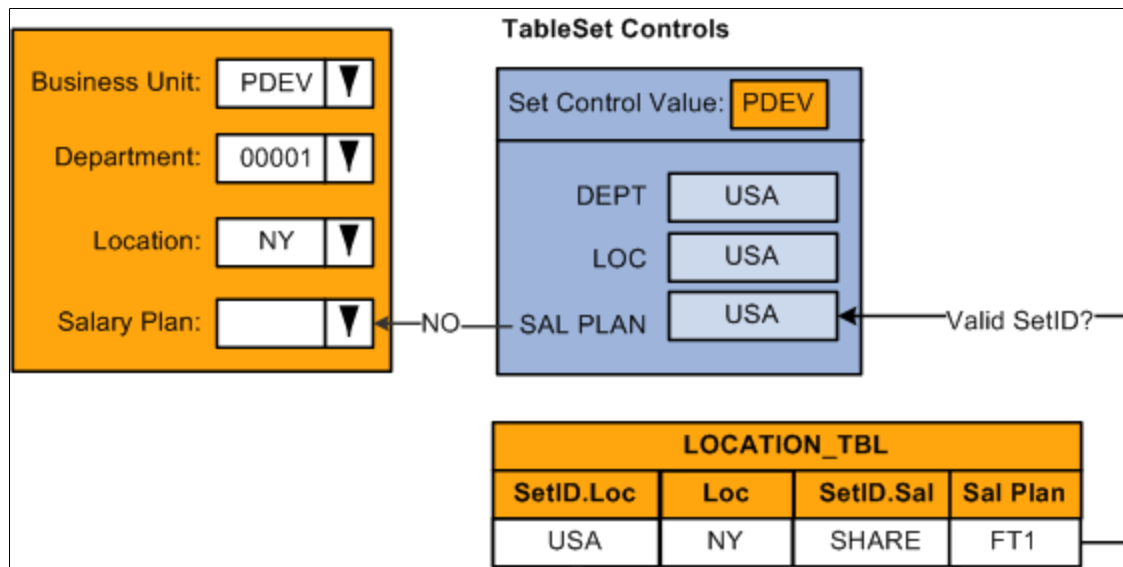 TableSet Controls
Business Unit: PDEV
Department: 00001
Location: NY
Salary Plan:
NO
Set Control Value: PDEV
DEPT USA
LOC USA
SAL PLAN USA
Valid SetID?
LOCATION_TBL
SetID.Loc Loc SetID.Sal Sal Plan
USA NY SHARE FT1